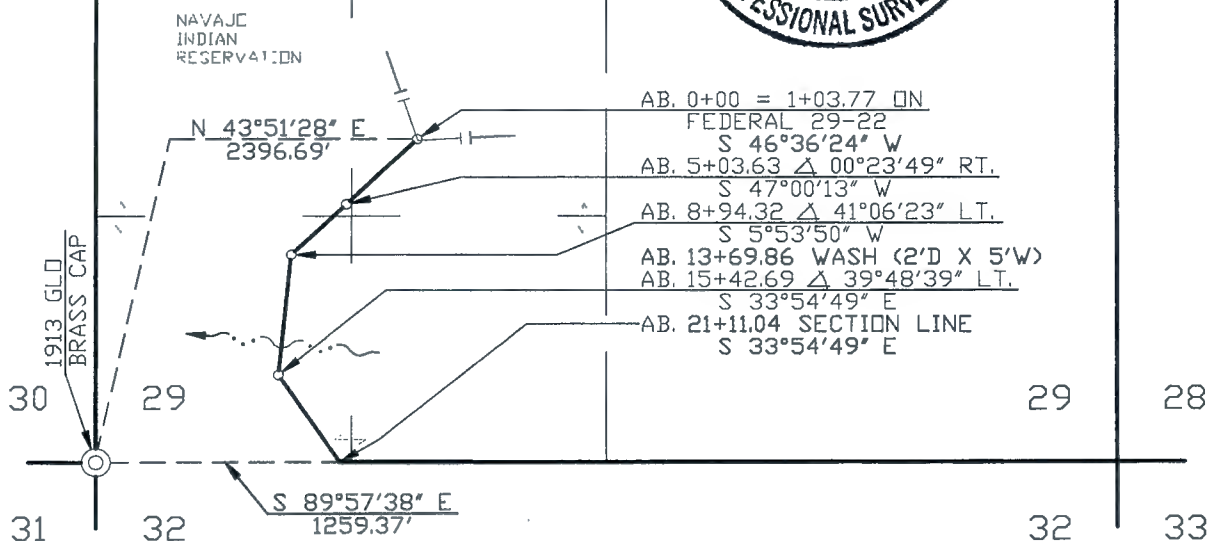 NAVAJO
INDIAN
RESERVATION
ESSIONAL SURVE
AB. 0+00 = 1+03.77 ON
FEDERAL 29-22
S 46°36'24" W
N 43°51'28" E
2396.69'
AB. 5+03.63 Δ 00°23'49" RT.
S 47°00'13" W
AB. 8+94.32 Δ 41°06'23" LT.
S 5°53'50" W
AB. 13+69.86 WASH (2'D X 5'W)
AB. 15+42.69 Δ 39°48'39" LT.
S 33°54'49" E
AB. 21+11.04 SECTION LINE
S 33°54'49" E
1913 GLO
BRASS CAP
30 29 29 28
S 89°57'38" E
1259.37'
31 32 32 33